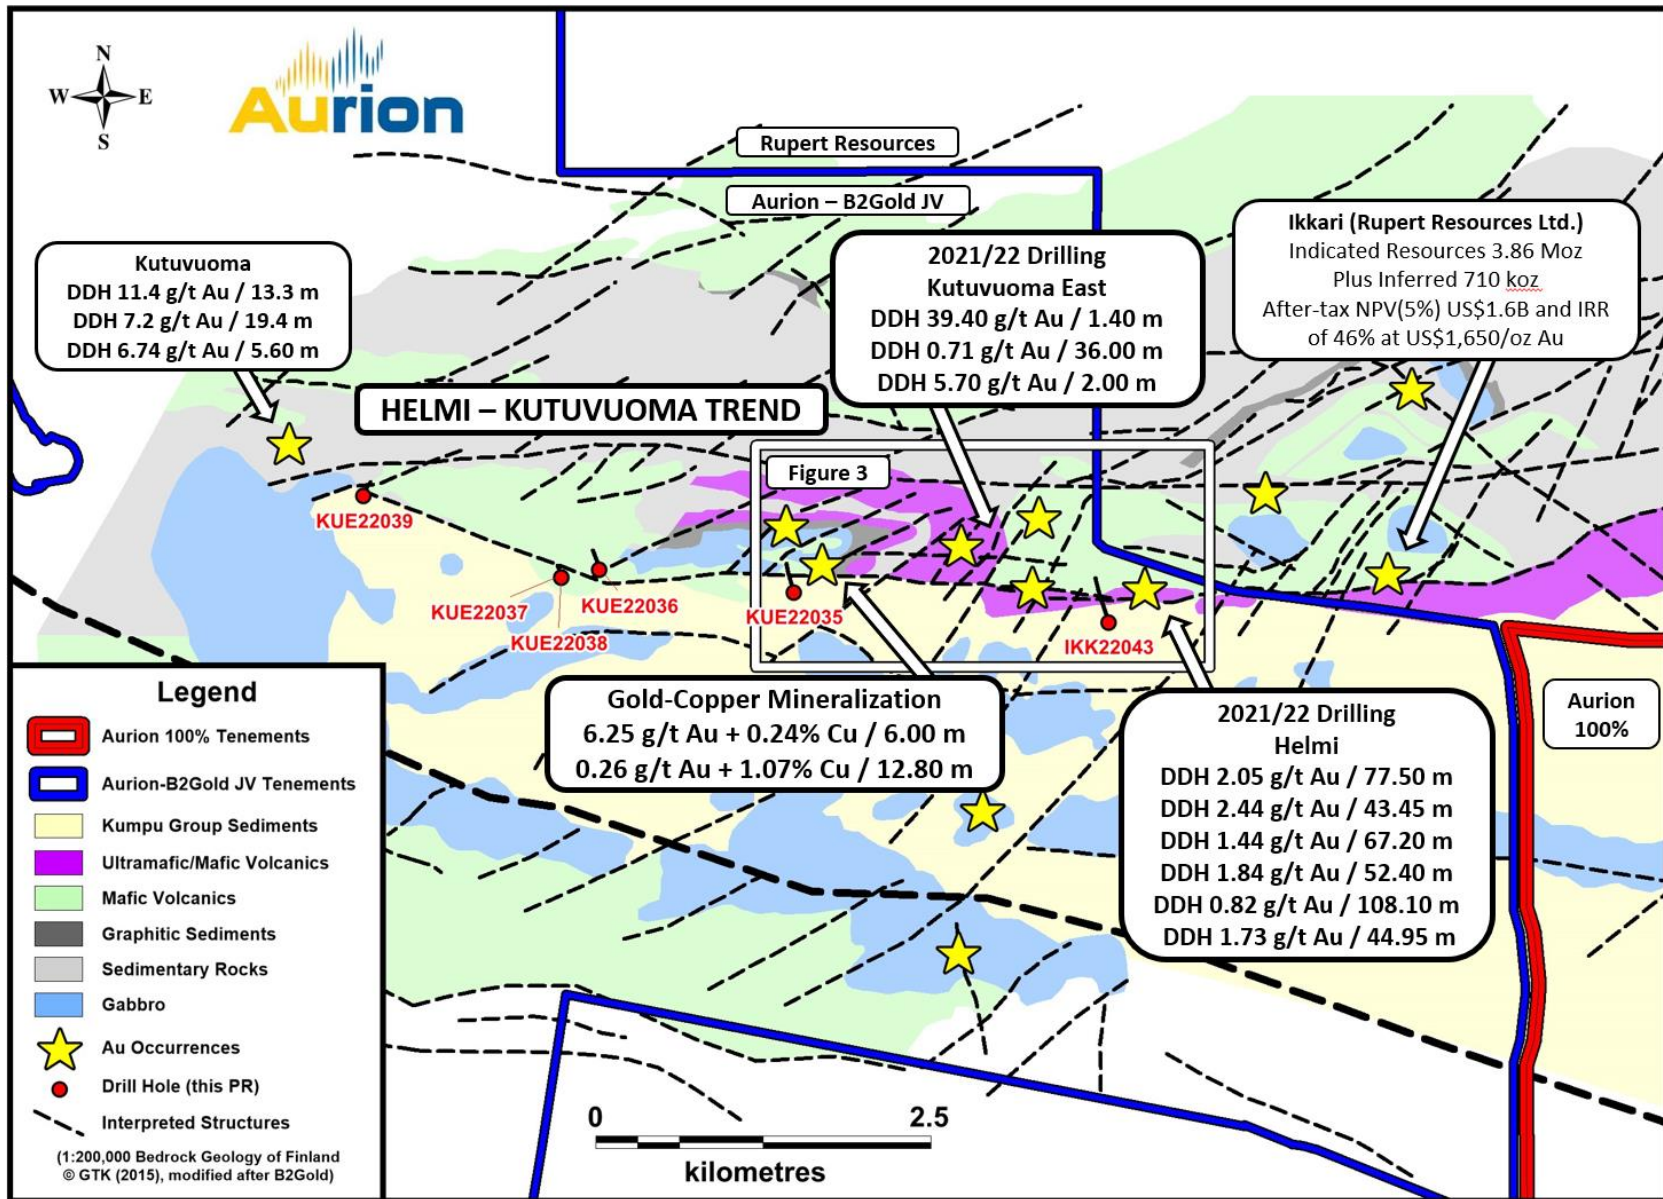 N
W
E
S
Aurion
Rupert Resources
Aurion – B2Gold JV
Kutuvuoma
DDH 11.4 g/t Au / 13.3 m
DDH 7.2 g/t Au / 19.4 m
DDH 6.74 g/t Au / 5.60 m
2021/22 Drilling
Kutuvuoma East
DDH 39.40 g/t Au / 1.40 m
DDH 0.71 g/t Au / 36.00 m
DDH 5.70 g/t Au / 2.00 m
Ikkari (Rupert Resources Ltd.)
Indicated Resources 3.86 Moz
Plus Inferred 710 koz
After-tax NPV(5%) US$1.6B and IRR
of 46% at US$1,650/oz Au
HELMI – KUTUVUOMA TREND
Figure 3
KUE22039
KUE22037
KUE22036
KUE22038
KUE22035
IKK22043
Gold-Copper Mineralization
6.25 g/t Au + 0.24% Cu / 6.00 m
0.26 g/t Au + 1.07% Cu / 12.80 m
2021/22 Drilling
Helmi
DDH 2.05 g/t Au / 77.50 m
DDH 2.44 g/t Au / 43.45 m
DDH 1.44 g/t Au / 67.20 m
DDH 1.84 g/t Au / 52.40 m
DDH 0.82 g/t Au / 108.10 m
DDH 1.73 g/t Au / 44.95 m
Aurion
100%
Legend
Aurion 100% Tenements
Aurion-B2Gold JV Tenements
Kumpu Group Sediments
Ultramafic/Mafic Volcanics
Mafic Volcanics
Graphitic Sediments
Sedimentary Rocks
Gabbro
Au Occurrences
Drill Hole (this PR)
Interpreted Structures
(1:200,000 Bedrock Geology of Finland
© GTK (2015), modified after B2Gold)
0 2.5
kilometres